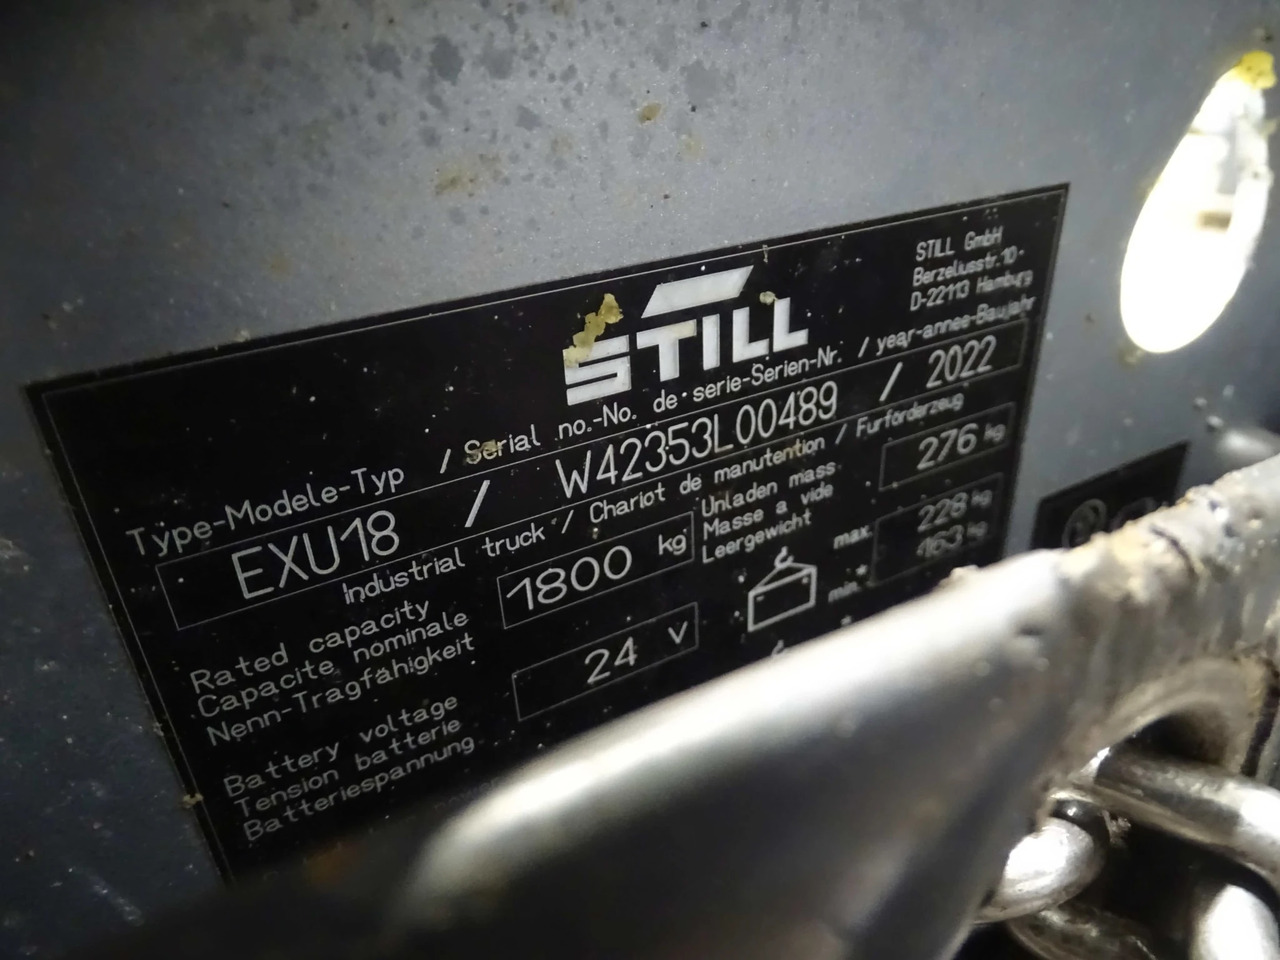 STILL
STILL GmbH
Berzeliusstr.10-
D-22113 Hamburg
Type-Modele-Typ / Serial no.-No. de serie-Serien-Nr. / year-annee-Baujahr
EXU18 / W42353L00489 / 2022
Industrial truck / Chariot de manutention / Furförderzeug
Rated capacity
Capacite nominale
Nenn-Tragfähigkeit
1800 kg
Unladen mass
Masse a vide
Leergewicht
276 kg
Battery voltage
Tension batterie
Batteriespannung
24 V
max. 228 kg
min.* 163 kg